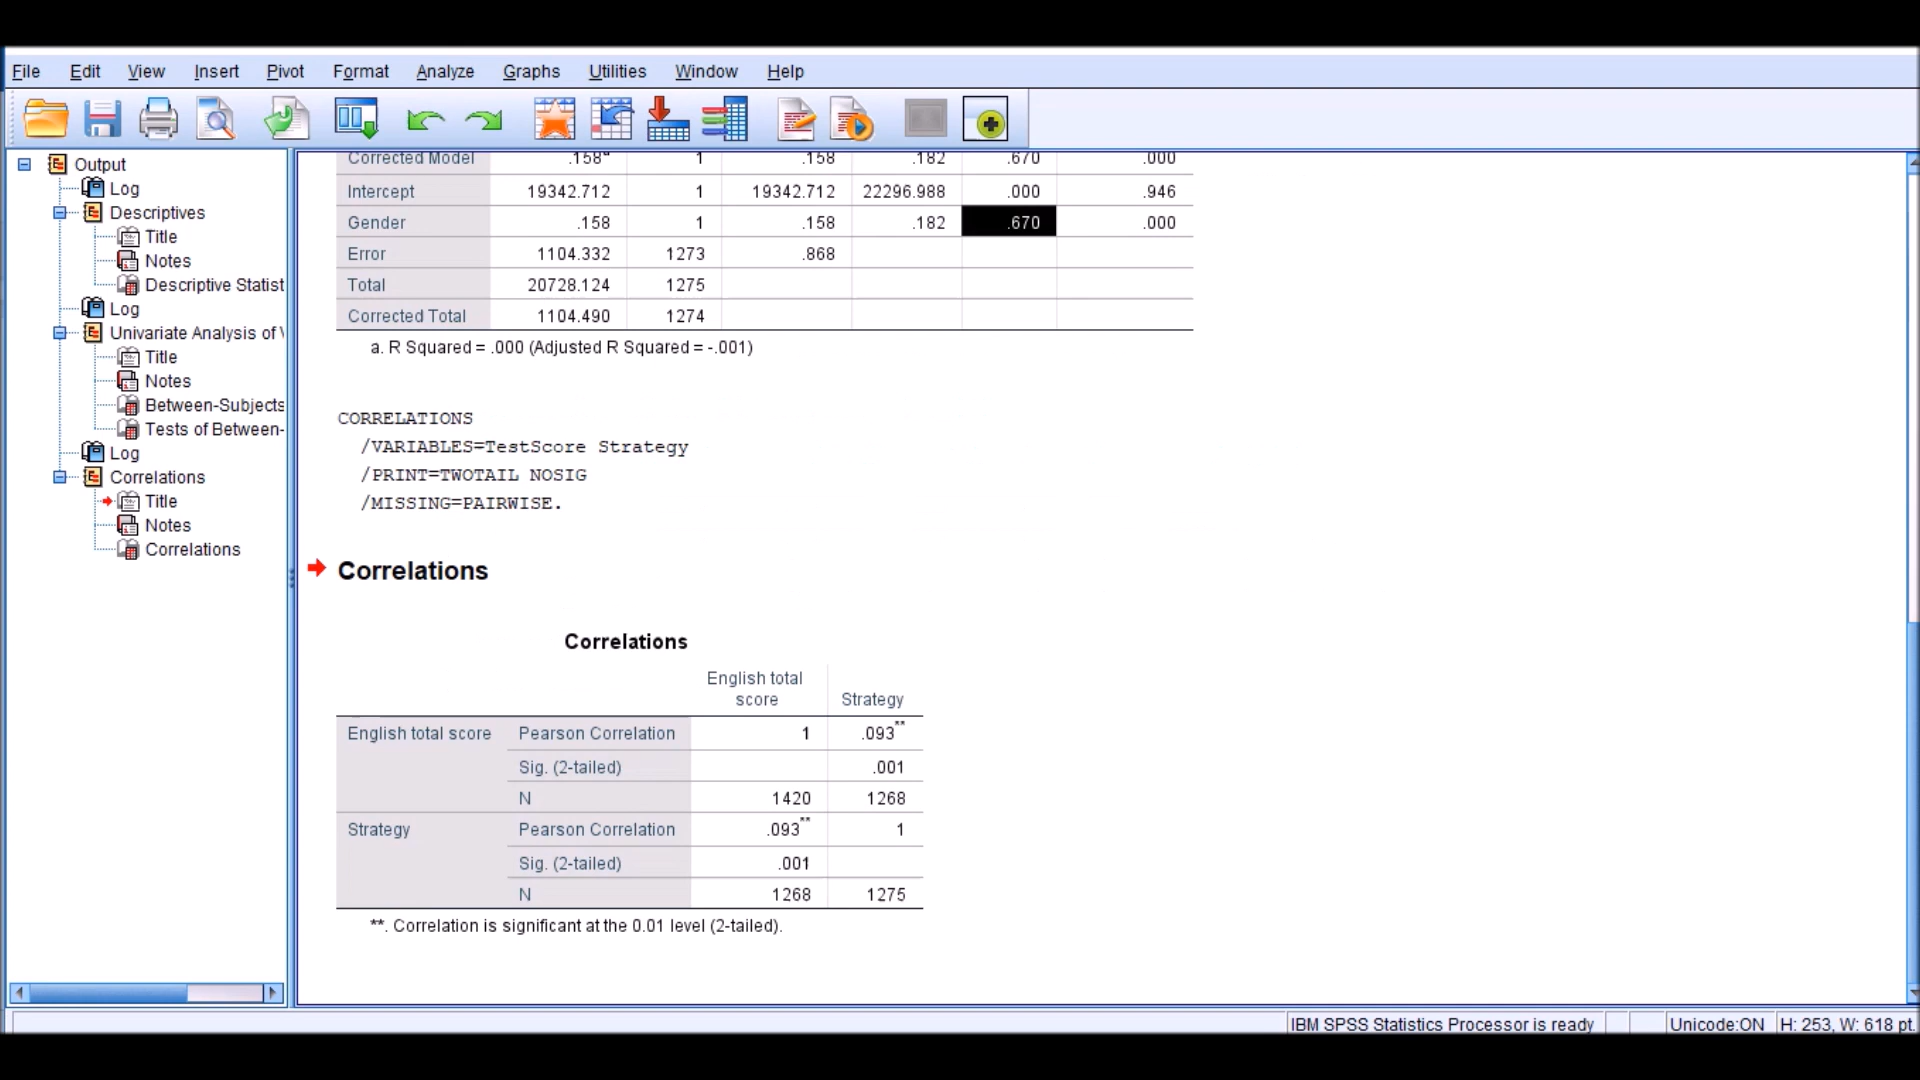 File Edit View Insert Pivot Format Analyze Graphs Utilities Window Help
Output
Log
Descriptives
Title
Notes
Descriptive Statist
Log
Univariate Analysis of
Title
Notes
Between-Subjects
Tests of Between-
Log
Correlations
Title
Notes
Correlations
Corrected Model .158ᵃ 1 .158 .182 .670 .000
Intercept 19342.712 1 19342.712 22296.988 .000 .946
Gender .158 1 .158 .182 .670 .000
Error 1104.332 1273 .868
Total 20728.124 1275
Corrected Total 1104.490 1274
a. R Squared = .000 (Adjusted R Squared = -.001)
CORRELATIONS
/VARIABLES=TestScore Strategy
/PRINT=TWOTAIL NOSIG
/MISSING=PAIRWISE.
Correlations
Correlations
English total score Strategy
English total score Pearson Correlation 1 .093**
Sig. (2-tailed) .001
N 1420 1268
Strategy Pearson Correlation .093** 1
Sig. (2-tailed) .001
N 1268 1275
**. Correlation is significant at the 0.01 level (2-tailed).
IBM SPSS Statistics Processor is ready Unicode:ON H: 253, W: 618 pt.